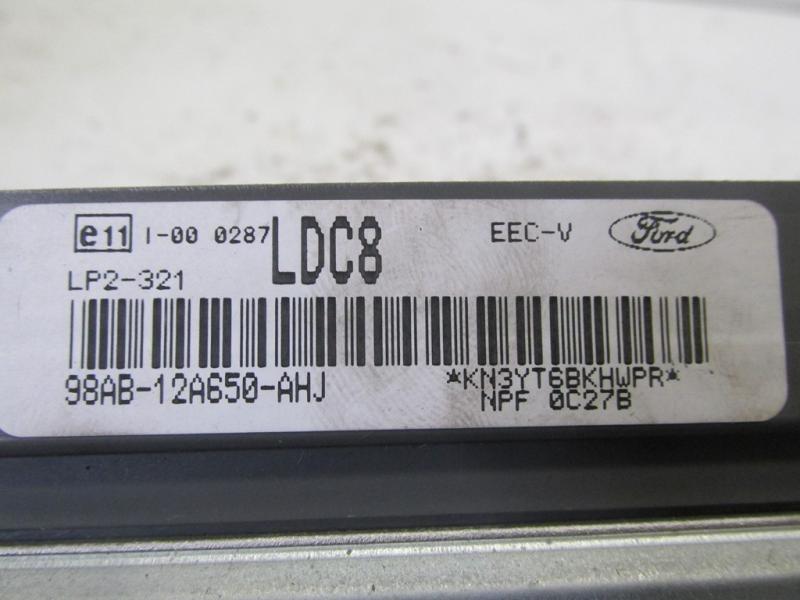 e11 I-00 0287 LDC8 EEC-V Ford
LP2-321
98AB-12A650-AHJ *KN3YT6BKHWPR*
NPF 0C27B